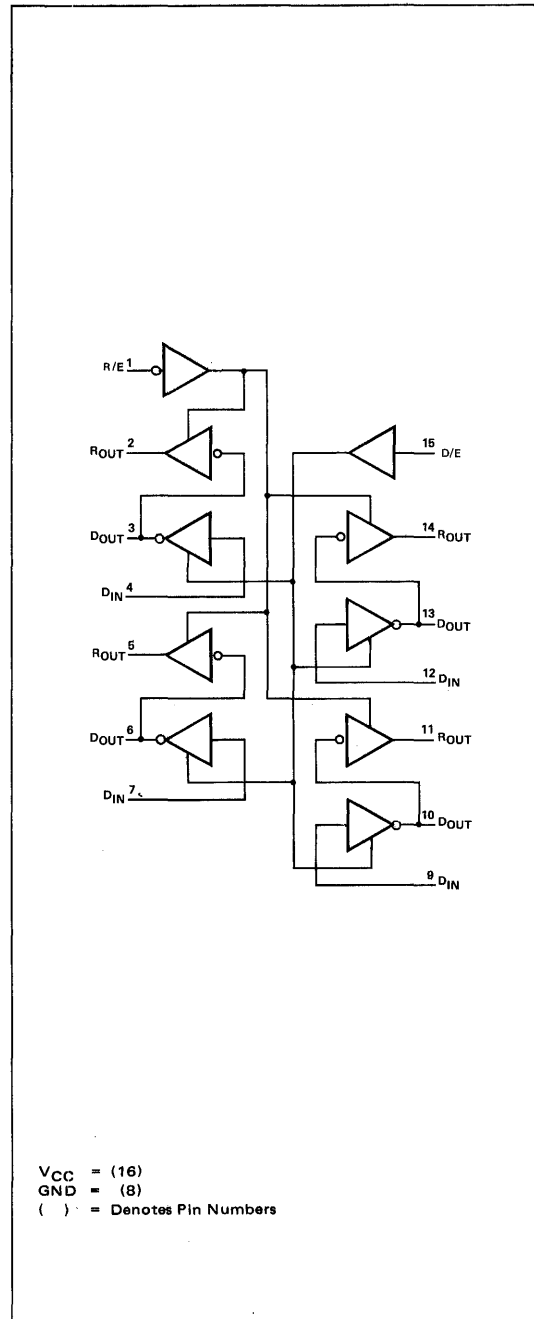 R/E 1
ROUT 2
15 D/E
DOUT 3
14 ROUT
DIN 4
13 DOUT
ROUT 5
12 DIN
DOUT 6
11 ROUT
DIN 7
10 DOUT
9 DIN
VCC = (16)
GND = (8)
( ) = Denotes Pin Numbers